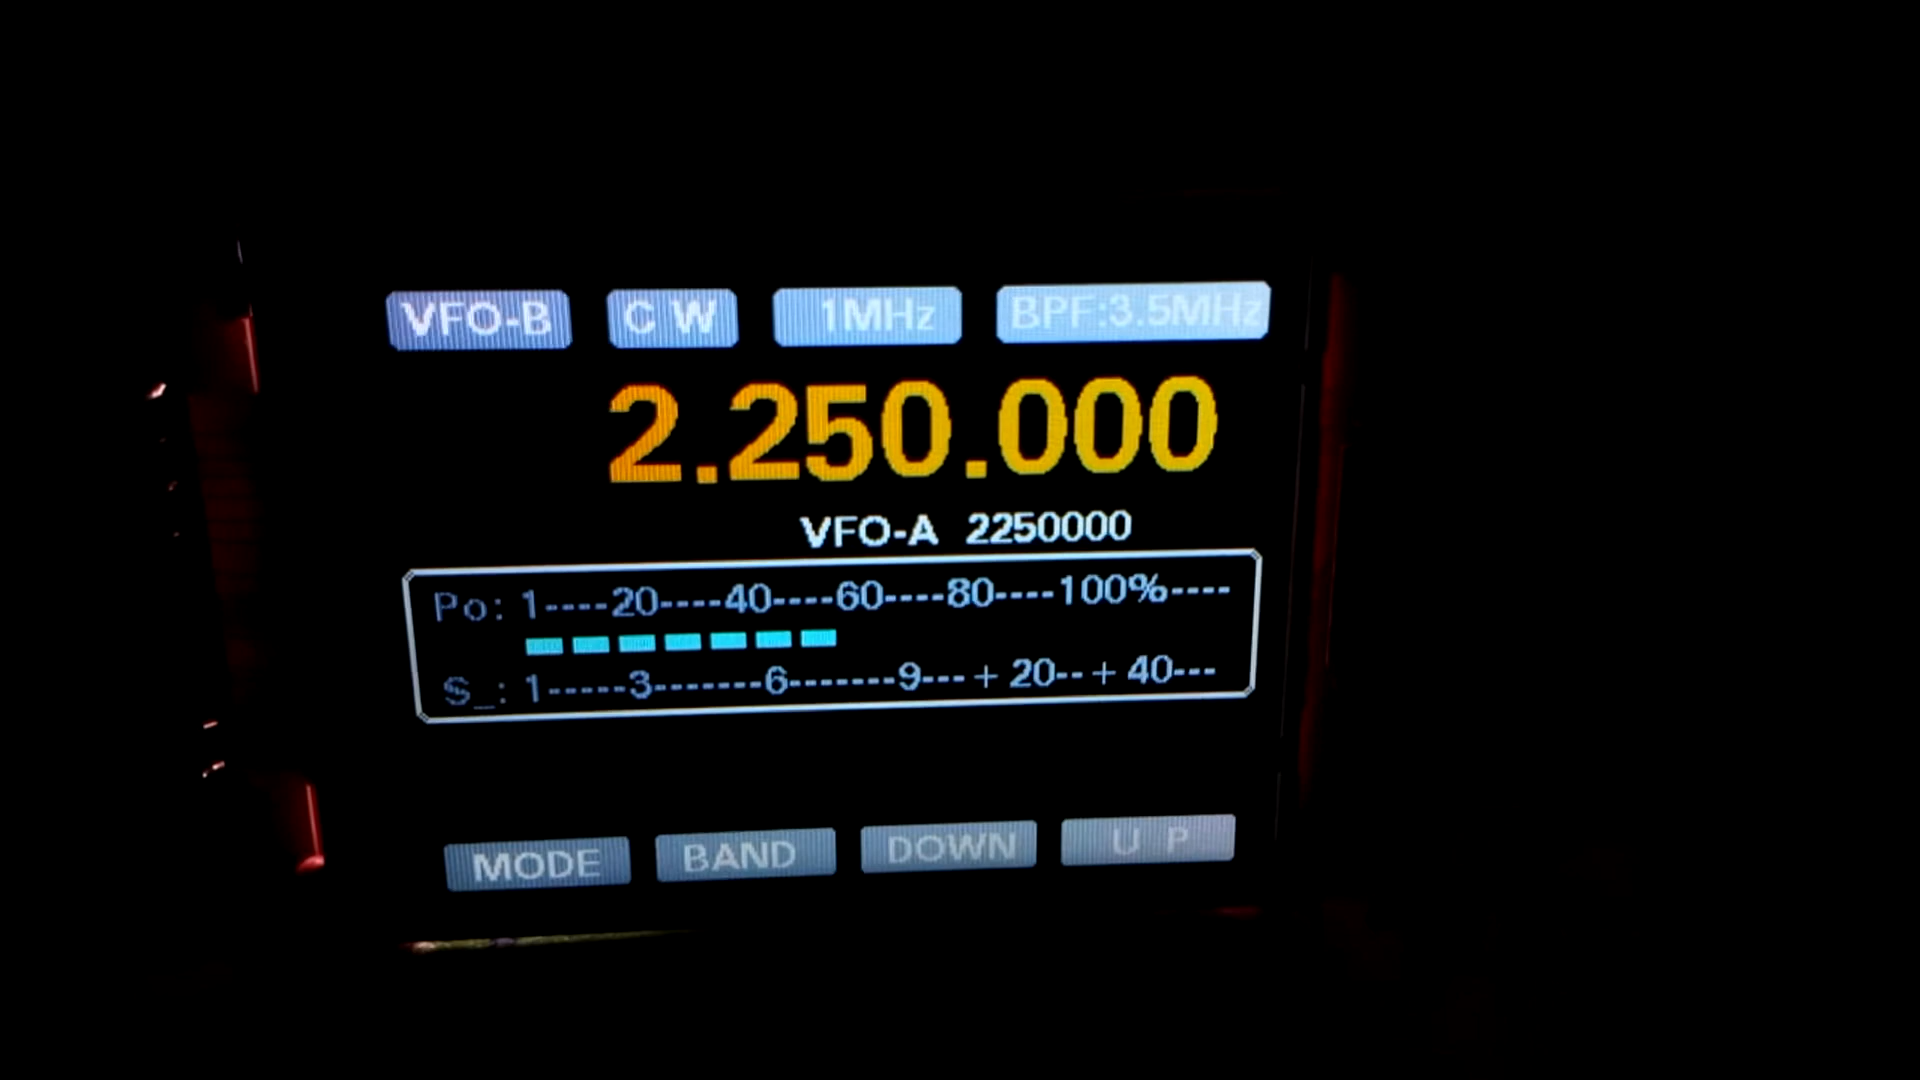 VFO-B C W 1MHz BPF:3.5MHz
2.250.000
VFO-A 2250000
Po: 1----20----40----60----80----100%----
S_: 1-----3-------6-------9---+ 20--+ 40---
MODE BAND DOWN U P